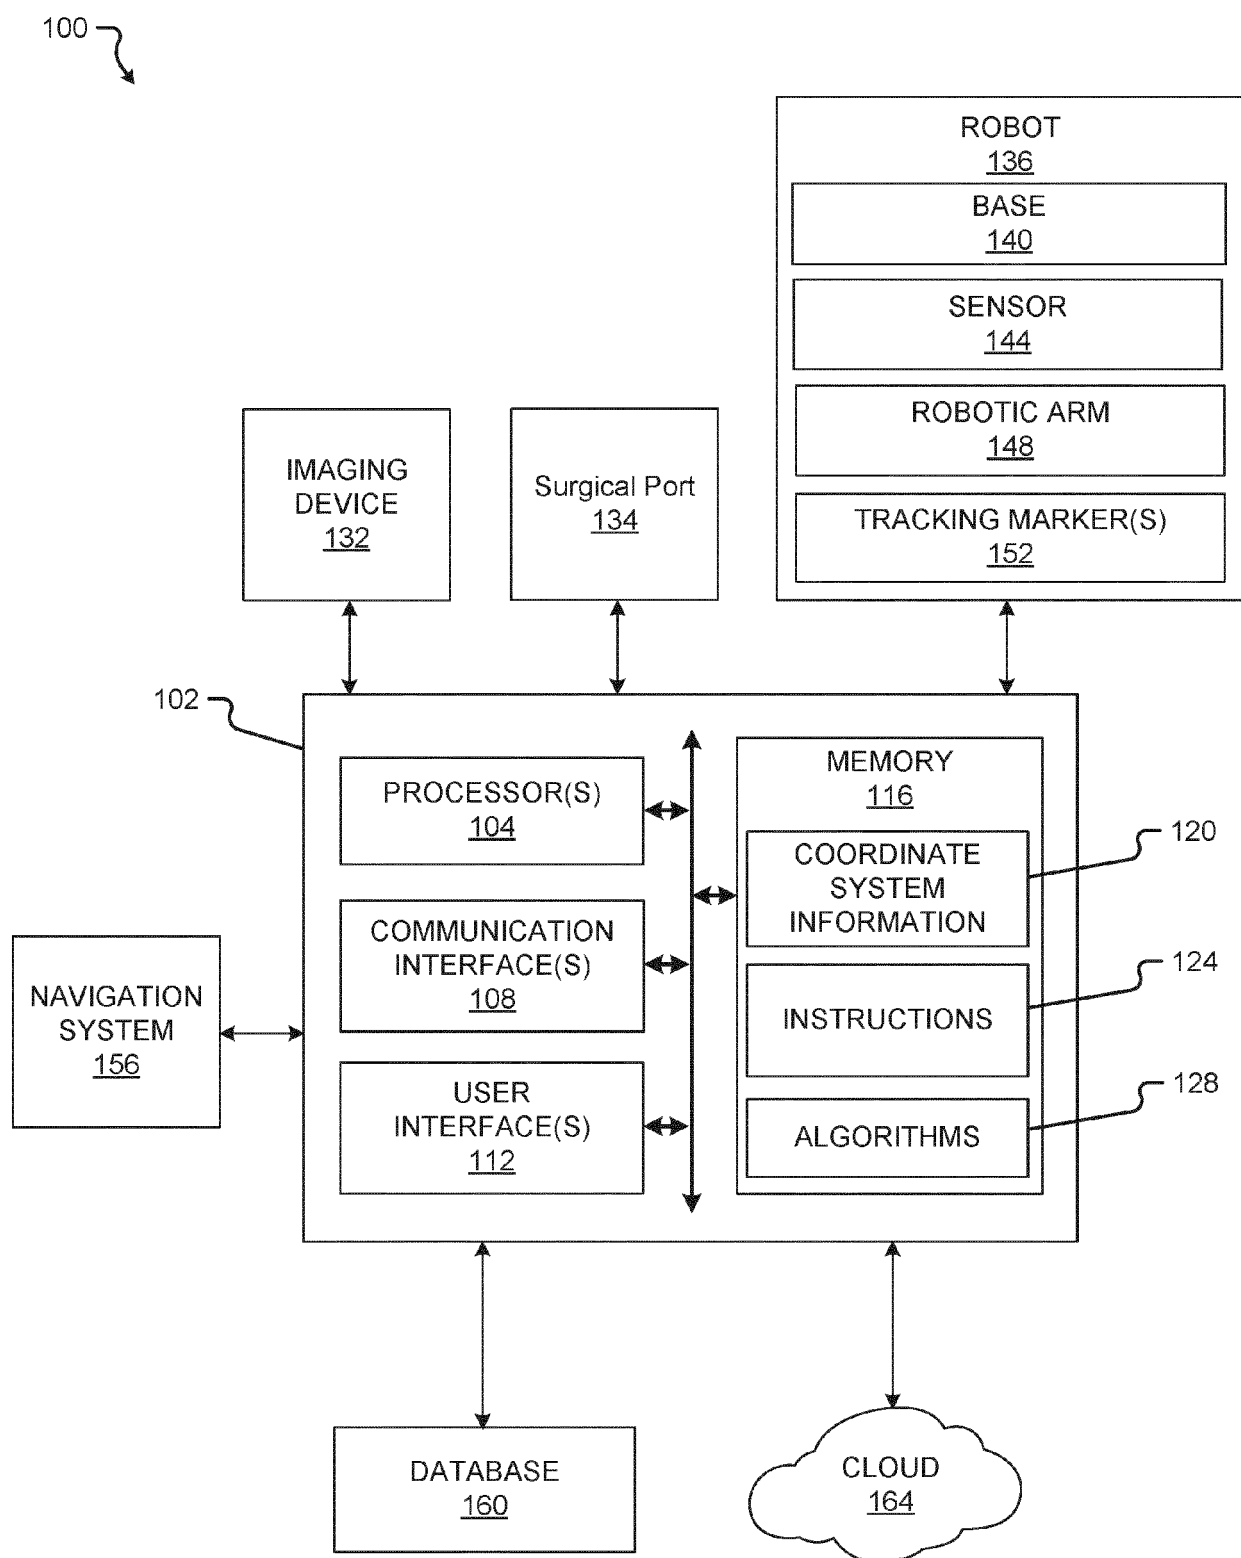 100
ROBOT
136
BASE
140
SENSOR
144
ROBOTIC ARM
148
TRACKING MARKER(S)
152
IMAGING
DEVICE
132
Surgical Port
134
102
PROCESSOR(S)
104
COMMUNICATION
INTERFACE(S)
108
USER
INTERFACE(S)
112
MEMORY
116
COORDINATE
SYSTEM
INFORMATION
120
INSTRUCTIONS
124
ALGORITHMS
128
NAVIGATION
SYSTEM
156
DATABASE
160
CLOUD
164